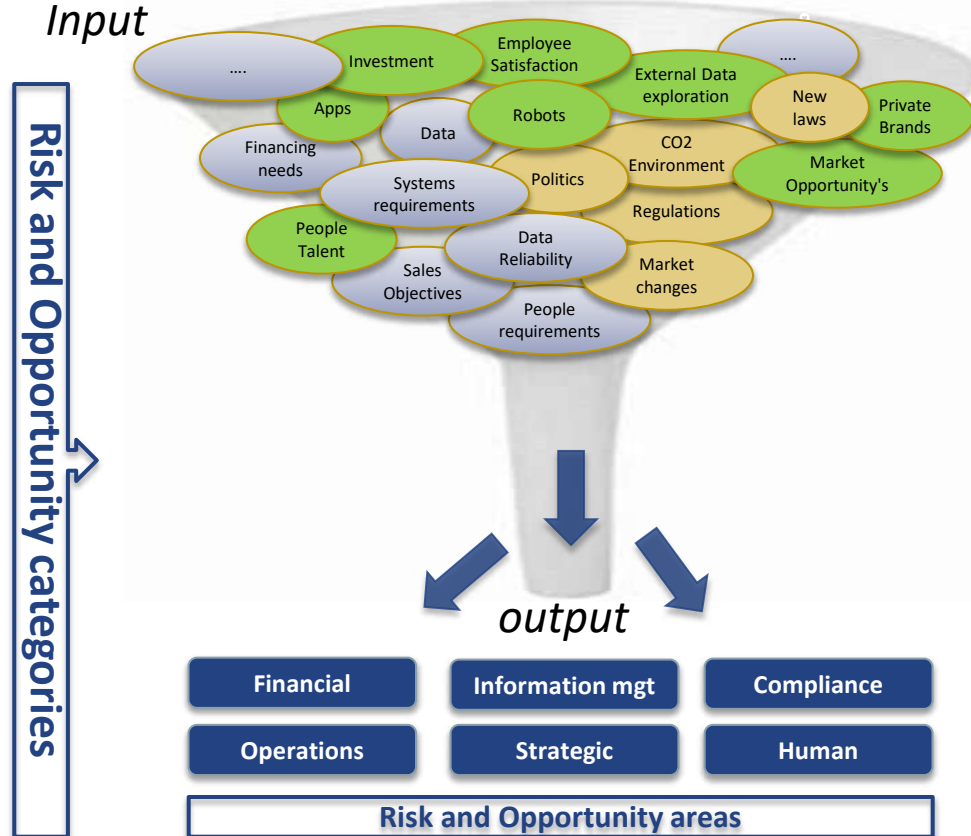 Input
Risk and Opportunity categories
....
Investment
Employee
Satisfaction
....
External Data
exploration
New
laws
Private
Brands
Apps
Data
Robots
Financing
needs
CO2
Environment
Market
Opportunity's
Systems
requirements
Politics
Regulations
People
Talent
Data
Reliability
Sales
Objectives
Market
changes
People
requirements
output
Financial
Information mgt
Compliance
Operations
Strategic
Human
Risk and Opportunity areas